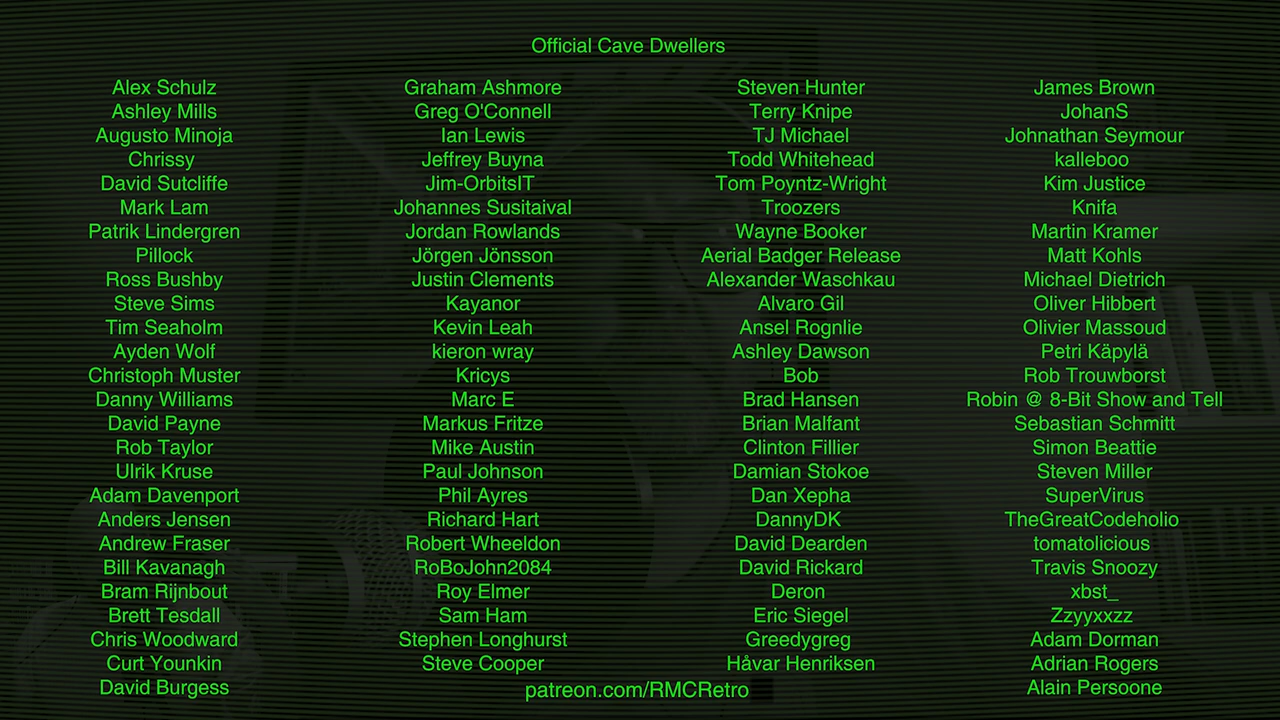 Official Cave Dwellers
Alex Schulz
Ashley Mills
Augusto Minoja
Chrissy
David Sutcliffe
Mark Lam
Patrik Lindergren
Pillock
Ross Bushby
Steve Sims
Tim Seaholm
Ayden Wolf
Christoph Muster
Danny Williams
David Payne
Rob Taylor
Ulrik Kruse
Adam Davenport
Anders Jensen
Andrew Fraser
Bill Kavanagh
Bram Rijnbout
Brett Tesdall
Chris Woodward
Curt Younkin
David Burgess
Graham Ashmore
Greg O'Connell
Ian Lewis
Jeffrey Buyna
Jim-OrbitsIT
Johannes Susitaival
Jordan Rowlands
Jörgen Jönsson
Justin Clements
Kayanor
Kevin Leah
kieron wray
Kricys
Marc E
Markus Fritze
Mike Austin
Paul Johnson
Phil Ayres
Richard Hart
Robert Wheeldon
RoBoJohn2084
Roy Elmer
Sam Ham
Stephen Longhurst
Steve Cooper
Steven Hunter
Terry Knipe
TJ Michael
Todd Whitehead
Tom Poyntz-Wright
Troozers
Wayne Booker
Aerial Badger Release
Alexander Waschkau
Alvaro Gil
Ansel Rognlie
Ashley Dawson
Bob
Brad Hansen
Brian Malfant
Clinton Fillier
Damian Stokoe
Dan Xepha
DannyDK
David Dearden
David Rickard
Deron
Eric Siegel
Greedygreg
Håvar Henriksen
James Brown
JohanS
Johnathan Seymour
kalleboo
Kim Justice
Knifa
Martin Kramer
Matt Kohls
Michael Dietrich
Oliver Hibbert
Olivier Massoud
Petri Käpylä
Rob Trouwborst
Robin @ 8-Bit Show and Tell
Sebastian Schmitt
Simon Beattie
Steven Miller
SuperVirus
TheGreatCodeholio
tomatolicious
Travis Snoozy
xbst_
Zzyyxxzz
Adam Dorman
Adrian Rogers
Alain Persoone
patreon.com/RMCRetro